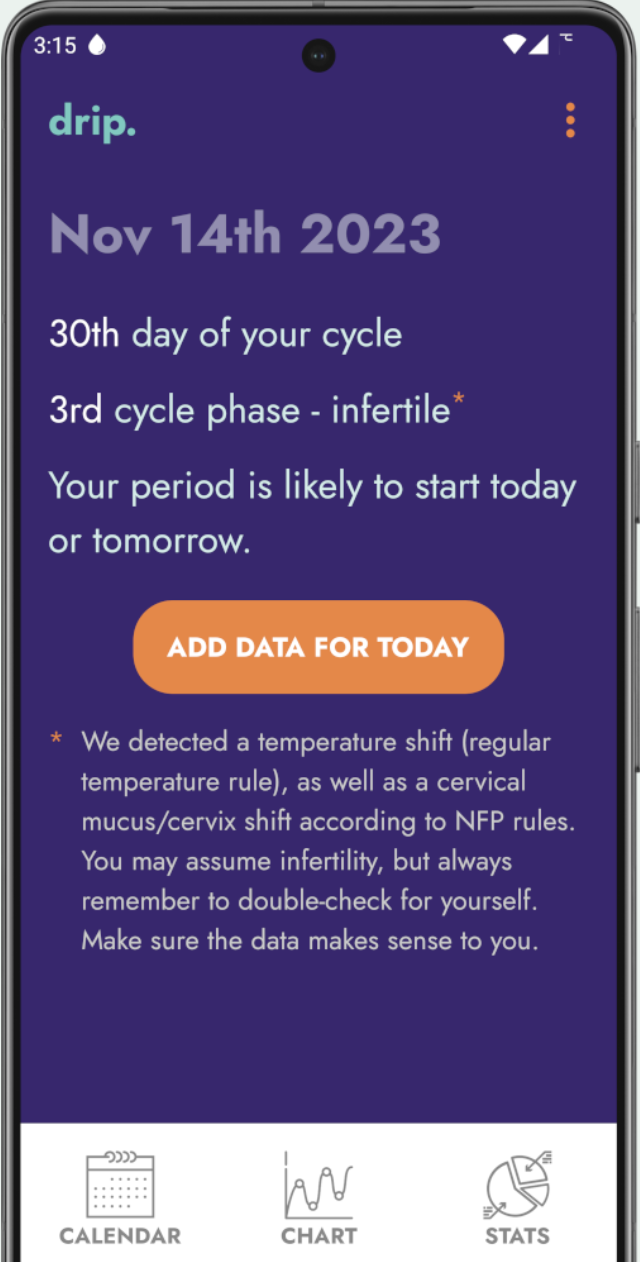 3:15
drip.
Nov 14th 2023
30th day of your cycle
3rd cycle phase - infertile*
Your period is likely to start today
or tomorrow.
ADD DATA FOR TODAY
* We detected a temperature shift (regular
temperature rule), as well as a cervical
mucus/cervix shift according to NFP rules.
You may assume infertility, but always
remember to double-check for yourself.
Make sure the data makes sense to you.
CALENDAR CHART STATS